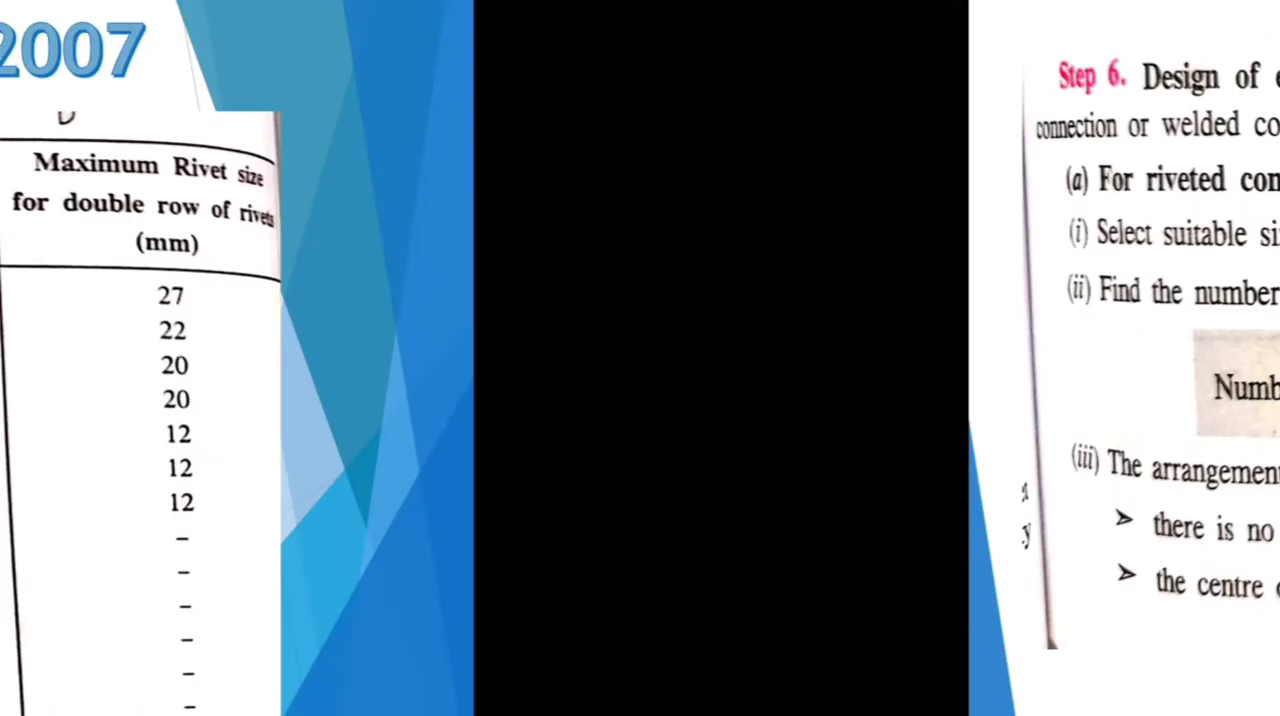 2007
Maximum Rivet size
for double row of rivets
(mm)
27
22
20
20
12
12
12
–
–
–
–
–
–
Step 6. Design of
connection or welded co
(a) For riveted con
(i) Select suitable si
(ii) Find the number
Numb
(iii) The arrangemen
➤ there is no
➤ the centre
y